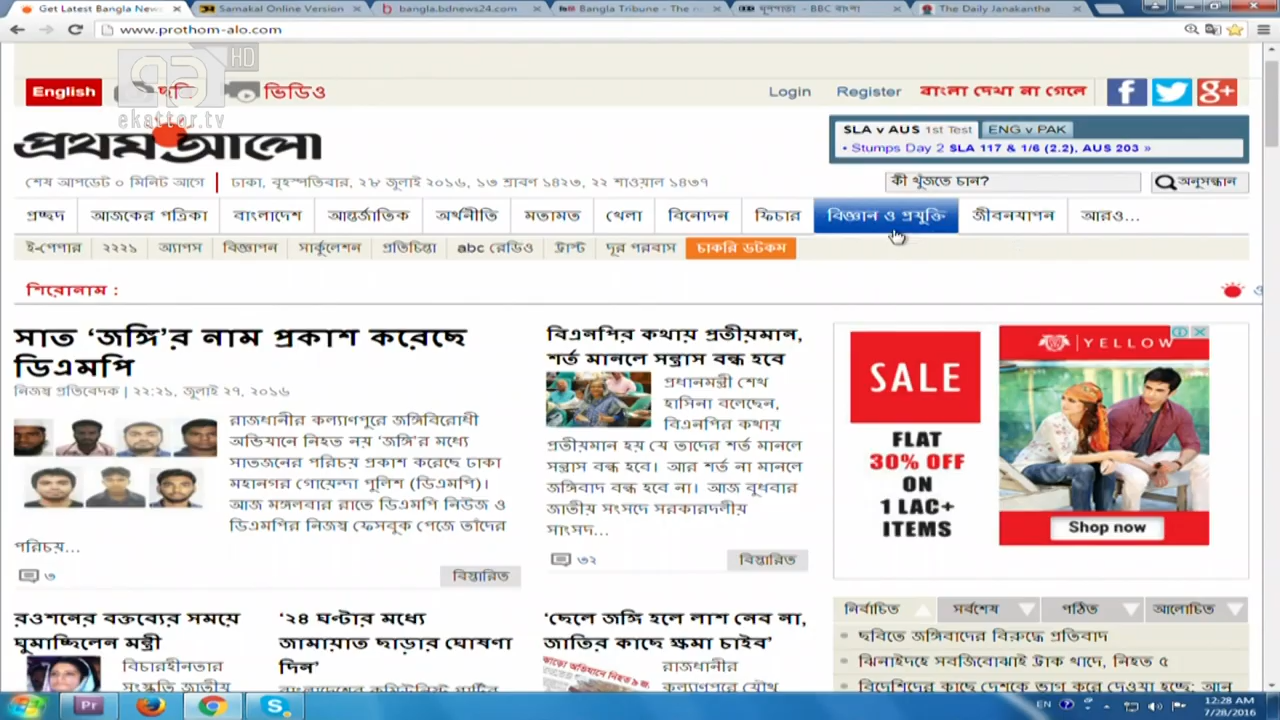 Get Latest Bangla News
Samakal Online Version
bangla.bdnews24.com
Bangla Tribune - The
মূলপাতা - BBC বাংলা
The Daily Janakantha
www.prothom-alo.com
HD
ekattor.tv
English
ভিডিও
Login
Register
বাংলা দেখা না গেলে
প্রথম আলো
SLA v AUS 1st Test
ENG v PAK
• Stumps Day 2 SLA 117 & 1/6 (2.2), AUS 203 »
শেষ আপডেট ০ মিনিট আগে
ঢাকা, বৃহস্পতিবার, ২৮ জুলাই ২০১৬, ১৩ শ্রাবণ ১৪২৩, ২২ শাওয়াল ১৪৩৭
কী খুঁজতে চান?
অনুসন্ধান
প্রচ্ছদ
আজকের পত্রিকা
বাংলাদেশ
আন্তর্জাতিক
অর্থনীতি
মতামত
খেলা
বিনোদন
ফিচার
বিজ্ঞান ও প্রযুক্তি
জীবনযাপন
আরও...
ই-পেপার
২২২১
অ্যাপস
বিজ্ঞাপন
সার্কুলেশন
প্রতিচিন্তা
abc রেডিও
ট্রাস্ট
দূর পরবাস
চাকরি ডটকম
শিরোনাম :
সাত ‘জঙ্গি’র নাম প্রকাশ করেছে
ডিএমপি
নিজস্ব প্রতিবেদক | ২২:২১, জুলাই ২৭, ২০১৬
রাজধানীর কল্যাণপুরে জঙ্গিবিরোধী
অভিযানে নিহত নয় ‘জঙ্গি’র মধ্যে
সাতজনের পরিচয় প্রকাশ করেছে ঢাকা
মহানগর গোয়েন্দা পুলিশ (ডিএমপি)।
আজ মঙ্গলবার রাতে ডিএমপি নিউজ ও
ডিএমপির নিজস্ব ফেসবুক পেজে তাঁদের
পরিচয়...
৩
বিস্তারিত
বিএনপির কথায় প্রতীয়মান,
শর্ত মানলে সন্ত্রাস বন্ধ হবে
প্রধানমন্ত্রী শেখ
হাসিনা বলেছেন,
বিএনপির কথায়
প্রতীয়মান হয় যে তাদের শর্ত মানলে
সন্ত্রাস বন্ধ হবে। আর শর্ত না মানলে
জঙ্গিবাদ বন্ধ হবে না। আজ বুধবার
জাতীয় সংসদে সরকারদলীয়
সাংসদ...
৩২
বিস্তারিত
SALE
FLAT
30% OFF
ON
1 LAC+
ITEMS
YELLOW
Shop now
রওশনের বক্তব্যের সময়ে
ঘুমাচ্ছিলেন মন্ত্রী
বিচারহীনতার
সংস্কৃতি জাতীয়
‘২৪ ঘণ্টার মধ্যে
জামায়াত ছাড়ার ঘোষণা
দিন’
‘ছেলে জঙ্গি হলে লাশ নেব না,
জাতির কাছে ক্ষমা চাইব’
রাজধানীর
কল্যাণপুরে যৌথ
নির্বাচিত
সর্বশেষ
পঠিত
আলোচিত
ছবিতে জঙ্গিবাদের বিরুদ্ধে প্রতিবাদ
ঝিনাইদহে সবজিবোঝাই ট্রাক খাদে, নিহত ৫
Pr
EN
12:28 AM
7/28/2016